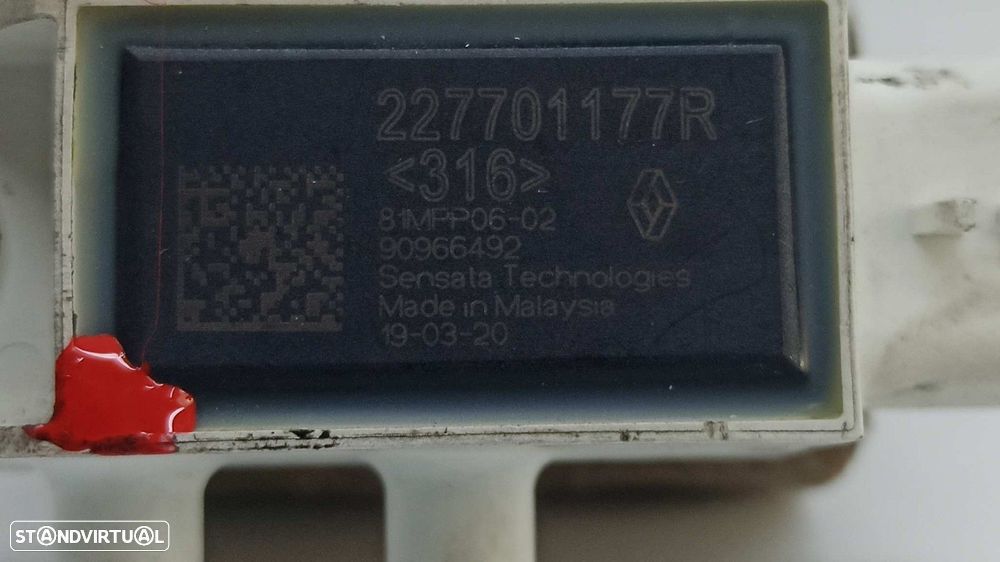 227701177R
<316>
81MPP06-02
90966492
Sensata Technologies
Made in Malaysia
19-03-20
STANDVIRTUAL